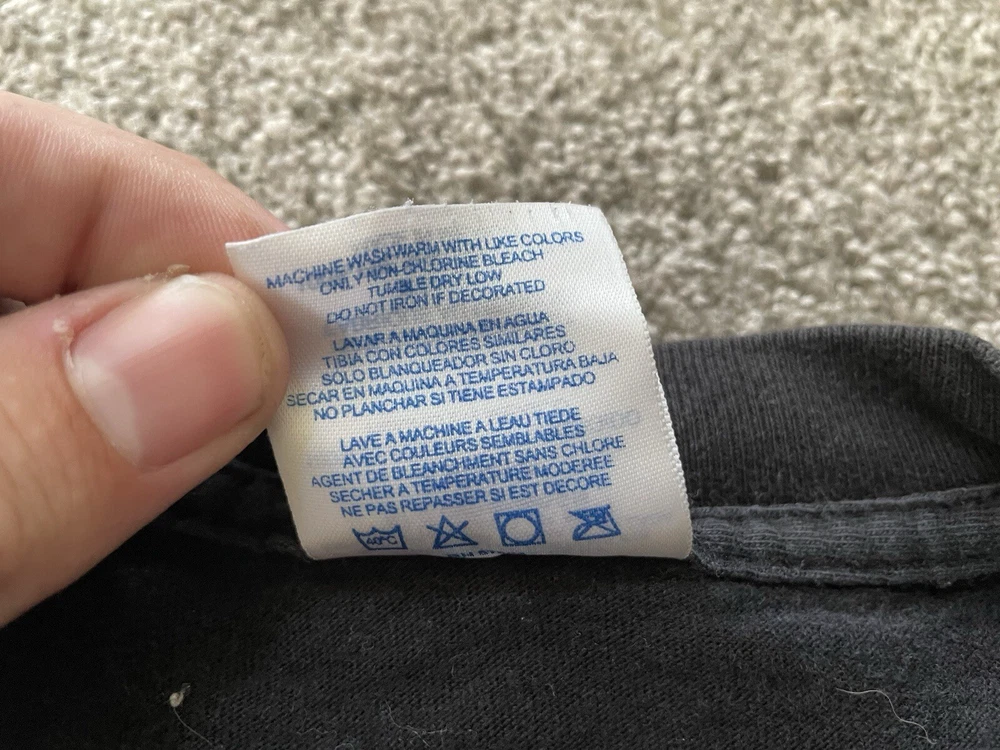 MACHINE WASH WARM WITH LIKE COLORS
ONLY NON-CHLORINE BLEACH
TUMBLE DRY LOW
DO NOT IRON IF DECORATED
LAVAR A MAQUINA EN AGUA
TIBIA CON COLORES SIMILARES
SOLO BLANQUEADOR SIN CLORO
SECAR EN MAQUINA A TEMPERATURA BAJA
NO PLANCHAR SI TIENE ESTAMPADO
LAVE A MACHINE A LEAU TIEDE
AVEC COULEURS SEMBLABLES
AGENT DE BLEANCHMENT SANS CHLORE
SECHER A TEMPERATURE MODEREE
NE PAS REPASSER SI EST DECORE
40°C